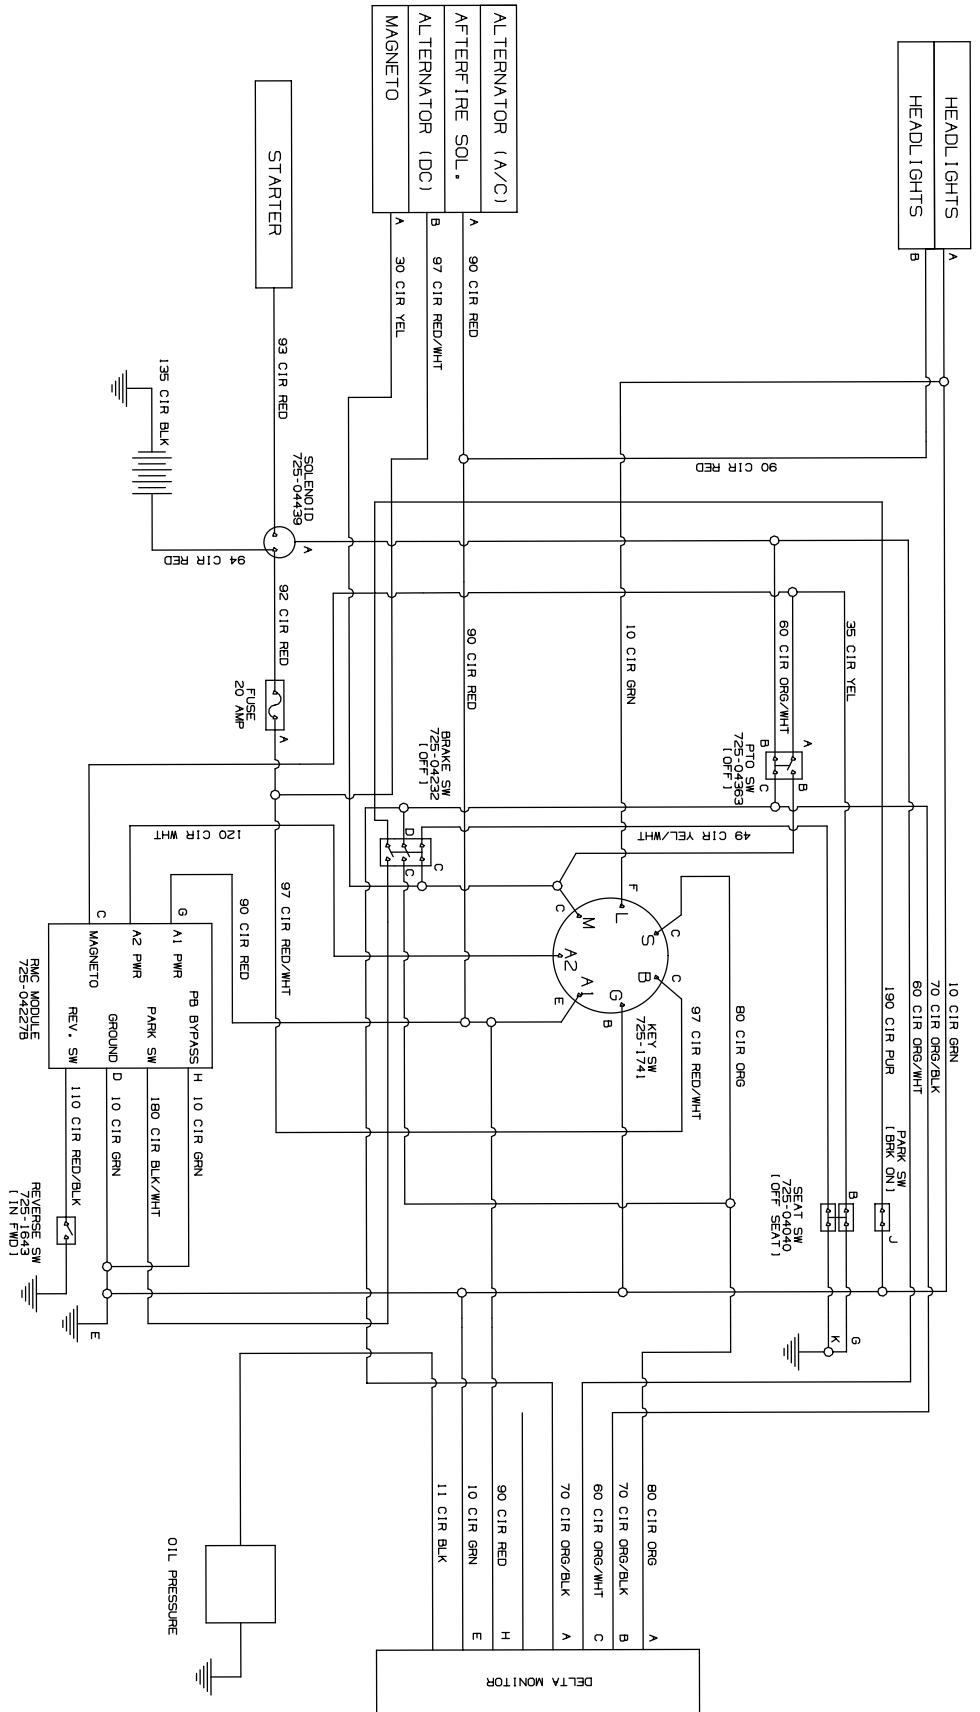 HEADLIGHTS
HEADLIGHTS
A
B
ALTERNATOR (A/C)
AFTERFIRE SOL.
ALTERNATOR (DC)
MAGNETO
A
B
A
90 CIR RED
97 CIR RED/WHT
30 CIR YEL
STARTER
93 CIR RED
135 CIR BLK
SOLENOID
725-04439
A
94 CIR RED
92 CIR RED
FUSE
20 AMP
A
90 CIR RED
90 CIR RED
10 CIR GRN
35 CIR YEL
60 CIR ORG/WHT
A
B
B
C
PTO SW
725-04363
[OFF]
BRAKE SW
725-04232
[OFF]
D
C
C
49 CIR YEL/WHT
120 CIR WHT
97 CIR RED/WHT
90 CIR RED
F
C
C
C
E
B
L
S
M
B
A2
A1
G
KEY SW
725-1741
80 CIR ORG
97 CIR RED/WHT
10 CIR GRN
70 CIR ORG/BLK
60 CIR ORG/WHT
190 CIR PUR
PARK SW
[BRK ON]
J
B
SEAT SW
725-04040
[OFF SEAT]
G
K
G
C
A1 PWR
A2 PWR
MAGNETO
PB BYPASS
PARK SW
GROUND
REV. SW
H
D
RMC MODULE
725-04227B
10 CIR GRN
180 CIR BLK/WHT
10 CIR GRN
110 CIR RED/BLK
REVERSE SW
725-1643
[IN FWD]
E
80 CIR ORG
70 CIR ORG/BLK
60 CIR ORG/WHT
70 CIR ORG/BLK
90 CIR RED
10 CIR GRN
11 CIR BLK
A
B
C
A
H
E
DELTA MONITOR
OIL PRESSURE